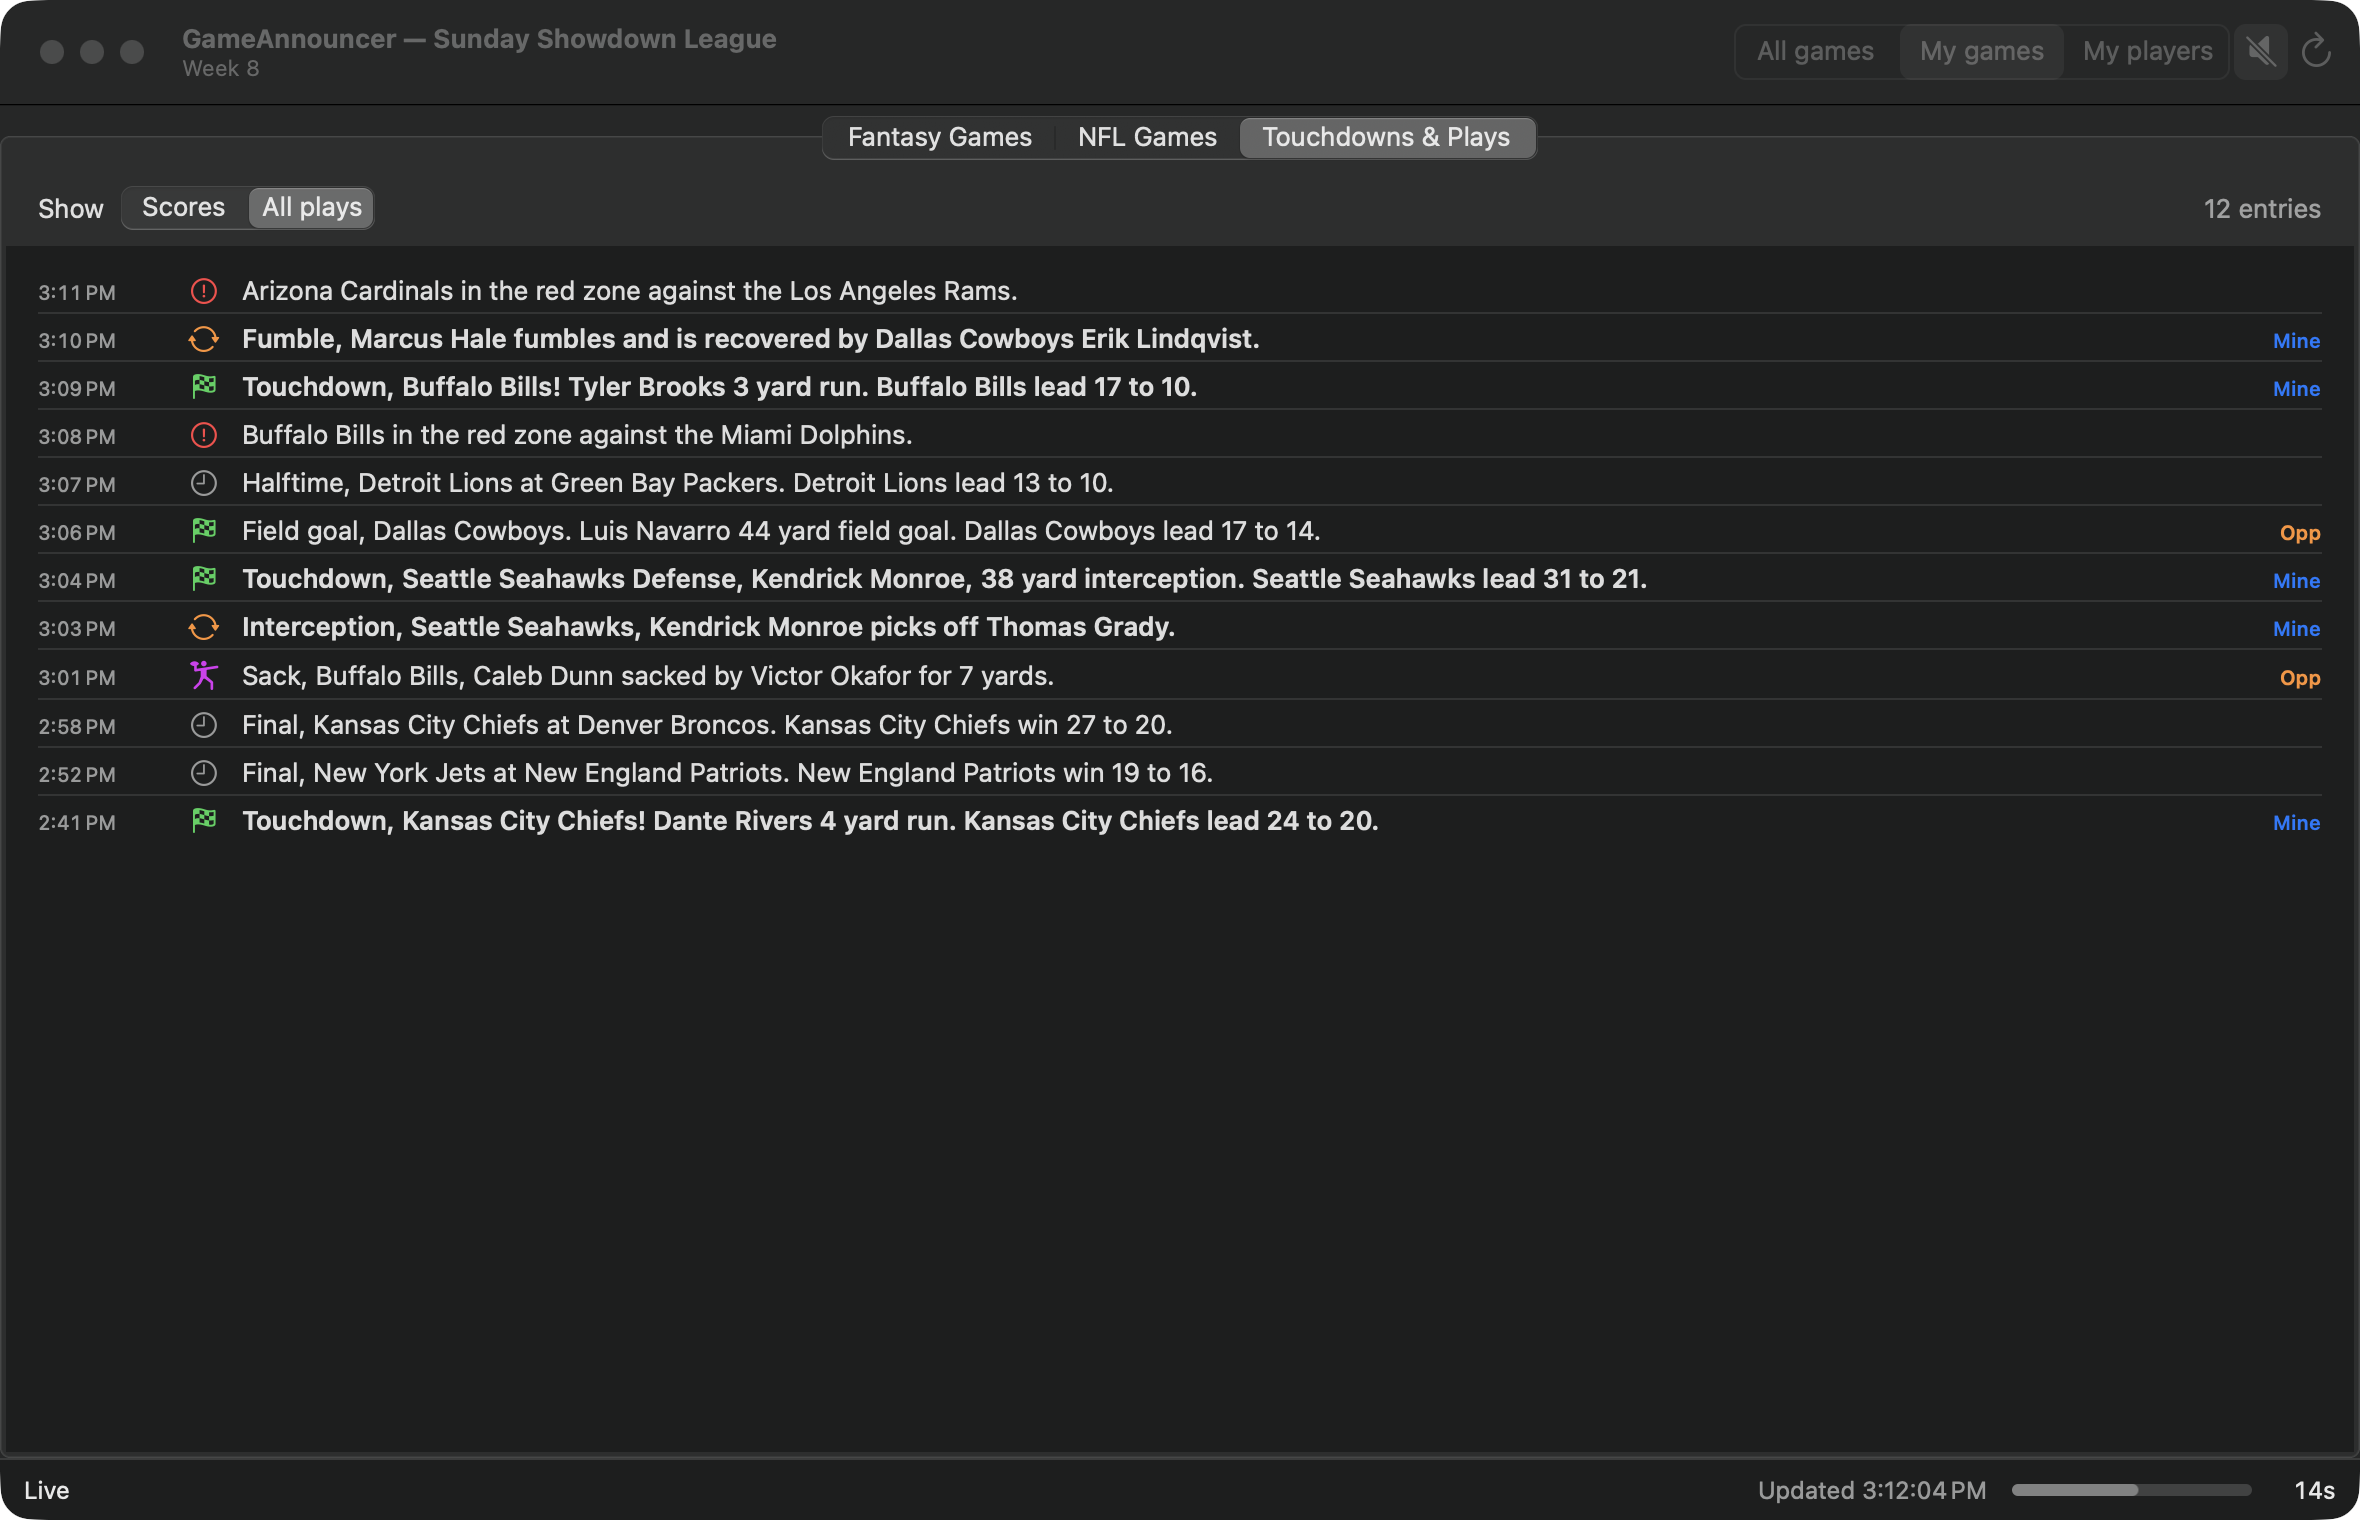 GameAnnouncer — Sunday Showdown League
Week 8
All games My games My players
Fantasy Games NFL Games Touchdowns & Plays
Show Scores All plays 12 entries
3:11 PM Arizona Cardinals in the red zone against the Los Angeles Rams.
3:10 PM Fumble, Marcus Hale fumbles and is recovered by Dallas Cowboys Erik Lindqvist. Mine
3:09 PM Touchdown, Buffalo Bills! Tyler Brooks 3 yard run. Buffalo Bills lead 17 to 10. Mine
3:08 PM Buffalo Bills in the red zone against the Miami Dolphins.
3:07 PM Halftime, Detroit Lions at Green Bay Packers. Detroit Lions lead 13 to 10.
3:06 PM Field goal, Dallas Cowboys. Luis Navarro 44 yard field goal. Dallas Cowboys lead 17 to 14. Opp
3:04 PM Touchdown, Seattle Seahawks Defense, Kendrick Monroe, 38 yard interception. Seattle Seahawks lead 31 to 21. Mine
3:03 PM Interception, Seattle Seahawks, Kendrick Monroe picks off Thomas Grady. Mine
3:01 PM Sack, Buffalo Bills, Caleb Dunn sacked by Victor Okafor for 7 yards. Opp
2:58 PM Final, Kansas City Chiefs at Denver Broncos. Kansas City Chiefs win 27 to 20.
2:52 PM Final, New York Jets at New England Patriots. New England Patriots win 19 to 16.
2:41 PM Touchdown, Kansas City Chiefs! Dante Rivers 4 yard run. Kansas City Chiefs lead 24 to 20. Mine
Live Updated 3:12:04 PM 14s